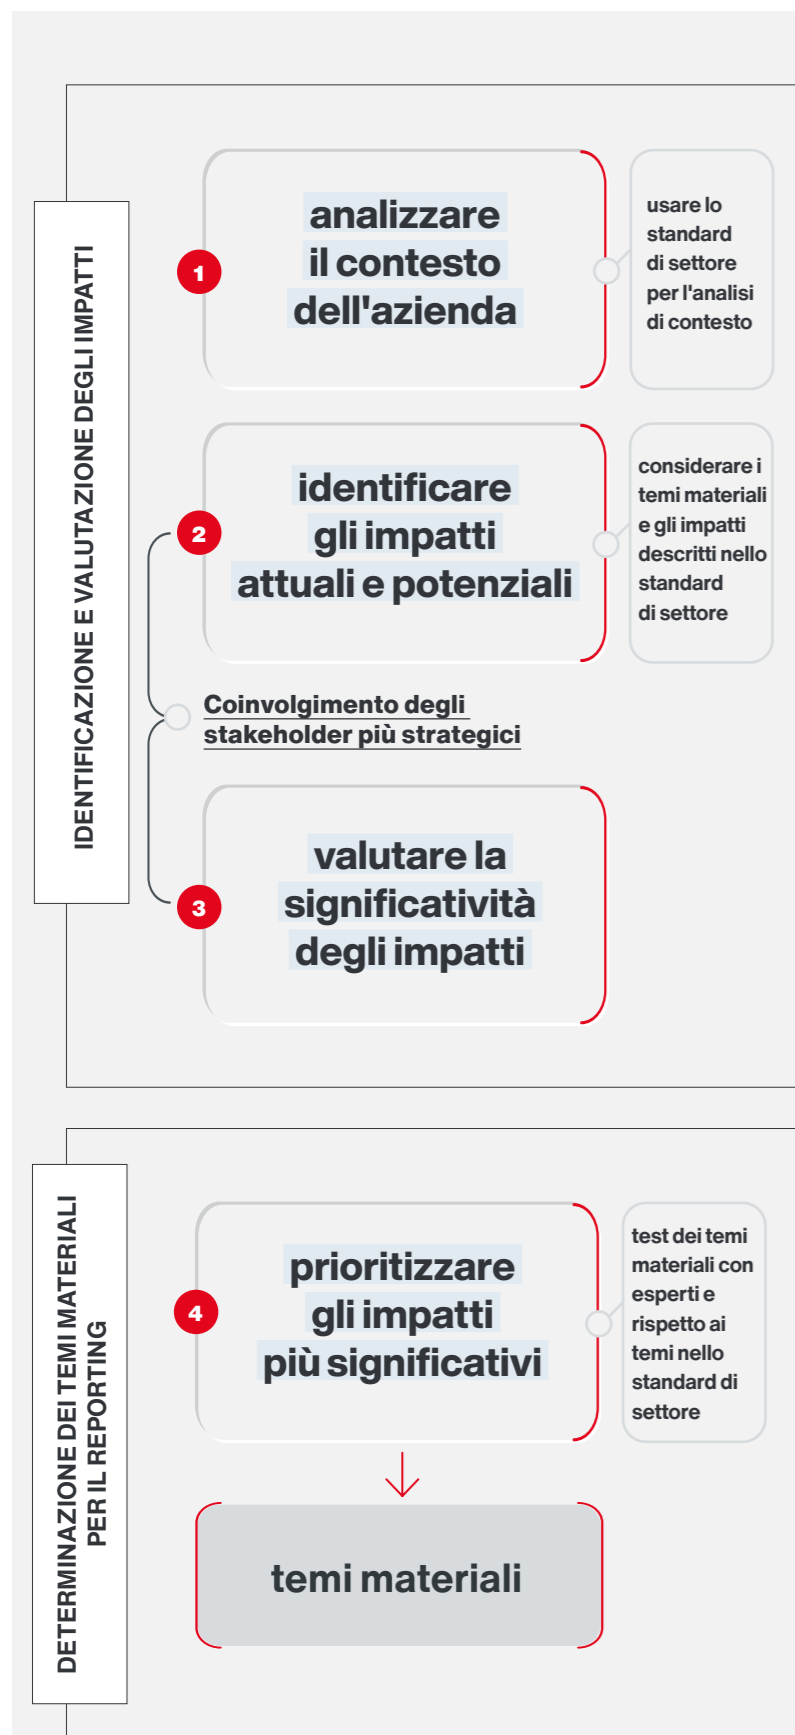 IDENTIFICAZIONE E VALUTAZIONE DEGLI IMPATTI
1
analizzare
il contesto
dell'azienda
usare lo
standard
di settore
per l'analisi
di contesto
2
identificare
gli impatti
attuali e potenziali
considerare i
temi materiali
e gli impatti
descritti nello
standard
di settore
Coinvolgimento degli
stakeholder più strategici
3
valutare la
significatività
degli impatti
DETERMINAZIONE DEI TEMI MATERIALI
PER IL REPORTING
4
prioritizzare
gli impatti
più significativi
test dei temi
materiali con
esperti e
rispetto ai
temi nello
standard di
settore
temi materiali